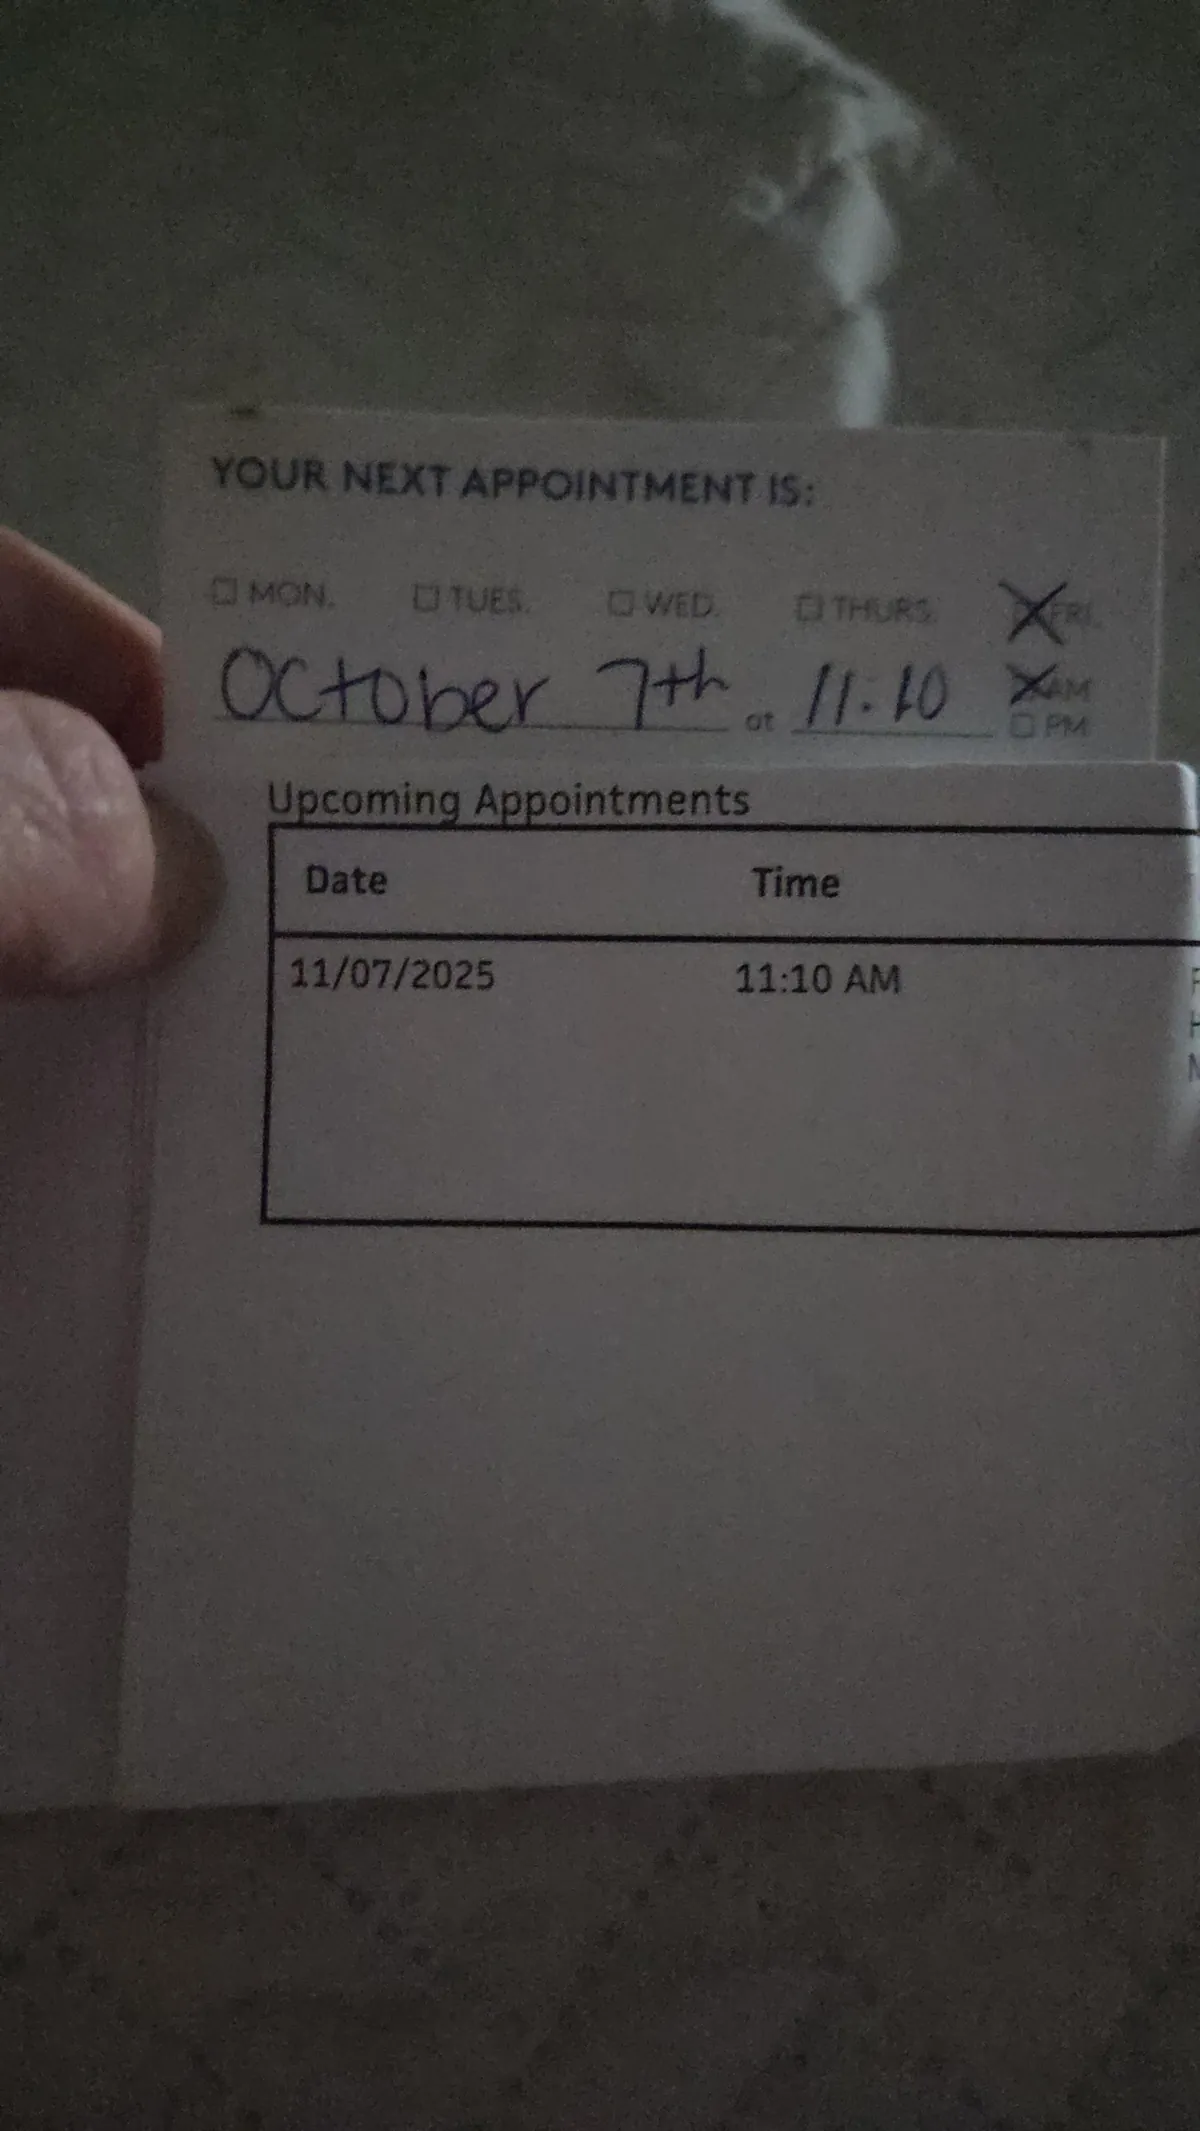 YOUR NEXT APPOINTMENT IS:
MON. TUES. WED. THURS. FRI.
October 7th at 11:10 AM
PM
Upcoming Appointments
Date Time
11/07/2025 11:10 AM